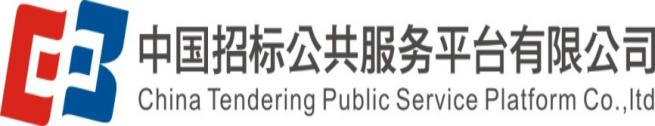 中国招标公共服务平台有限公司
China Tendering Public Service Platform Co.,ltd